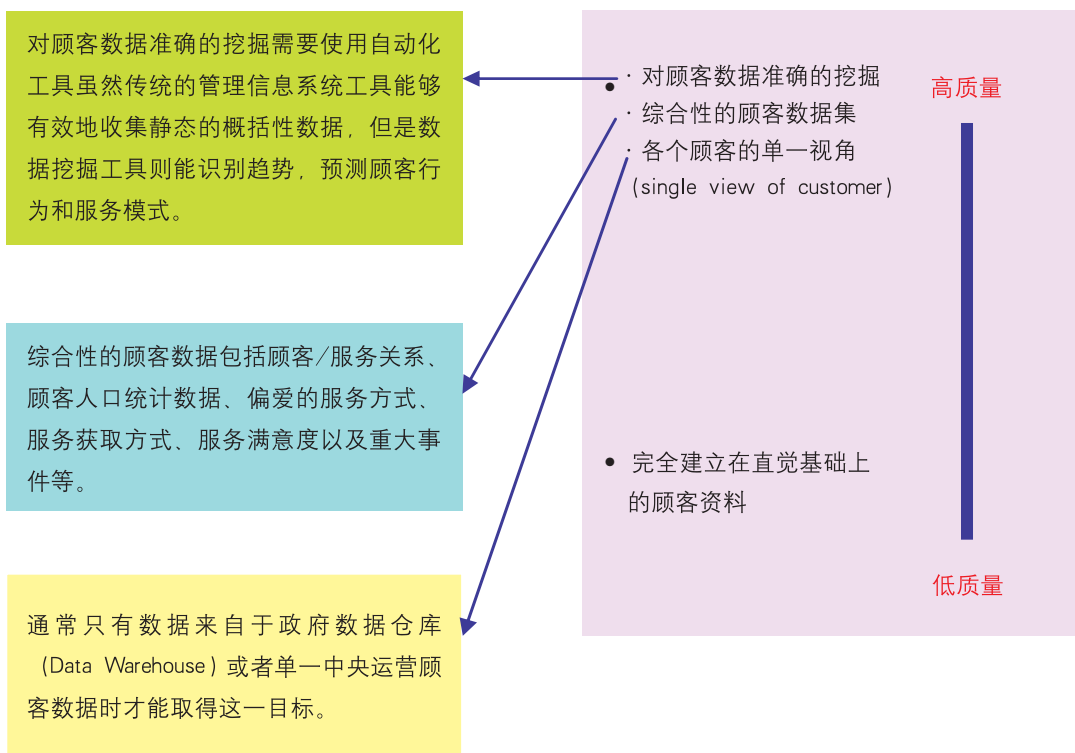 对顾客数据准确的挖掘需要使用自动化
工具虽然传统的管理信息系统工具能够
有效地收集静态的概括性数据，但是数
据挖掘工具则能识别趋势，预测顾客行
为和服务模式。
综合性的顾客数据包括顾客/服务关系、
顾客人口统计数据、偏爱的服务方式、
服务获取方式、服务满意度以及重大事
件等。
通常只有数据来自于政府数据仓库
（Data Warehouse）或者单一中央运营顾
客数据时才能取得这一目标。
· 对顾客数据准确的挖掘
· 综合性的顾客数据集
· 各个顾客的单一视角
(single view of customer)
● 完全建立在直觉基础上
的顾客资料
高质量
低质量